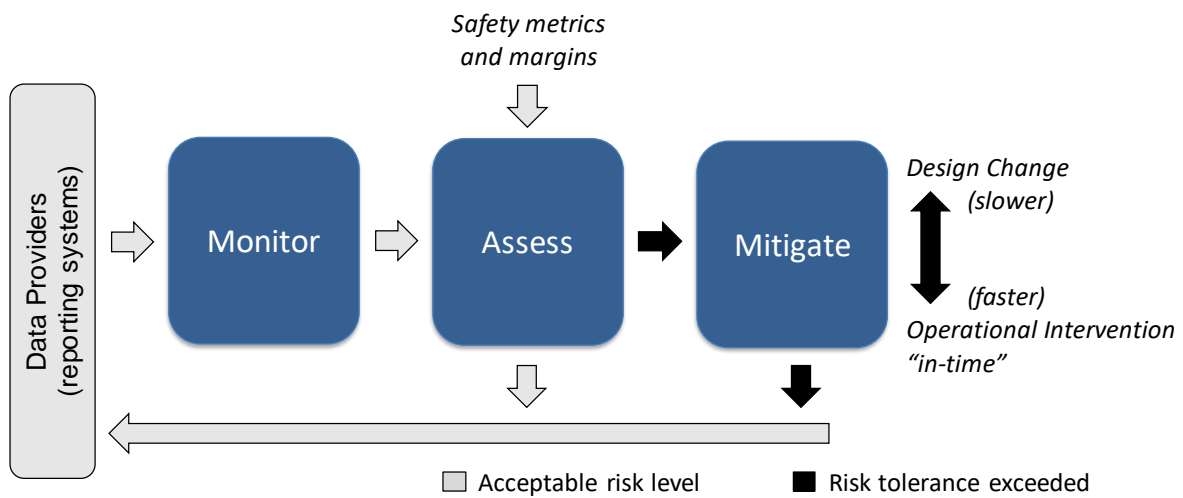 Safety metrics
and margins
Data Providers
(reporting systems)
Monitor
Assess
Mitigate
Design Change
(slower)
(faster)
Operational Intervention
“in-time”
Acceptable risk level
Risk tolerance exceeded